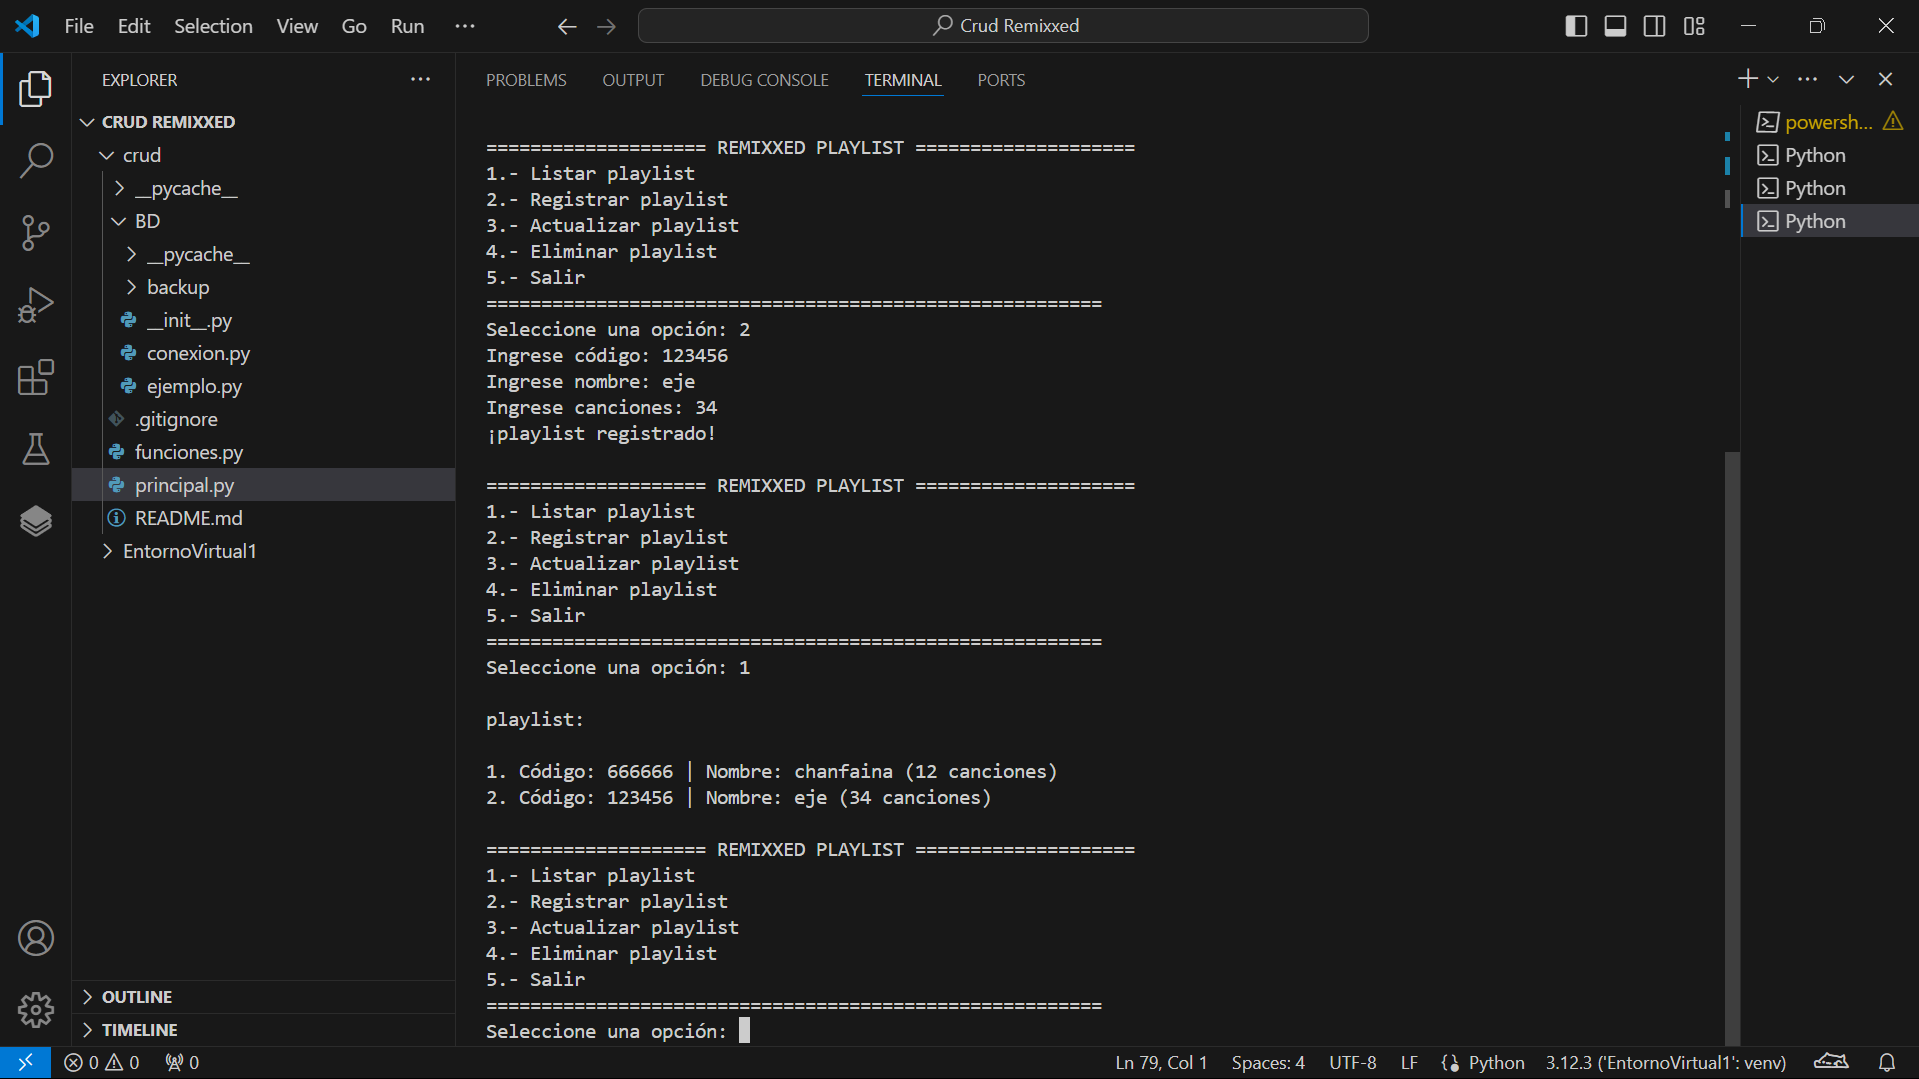 File Edit Selection View Go Run ···
Crud Remixxed
EXPLORER ···
CRUD REMIXXED
crud
__pycache__
BD
__pycache__
backup
__init__.py
conexion.py
ejemplo.py
.gitignore
funciones.py
principal.py
README.md
EntornoVirtual1
OUTLINE
TIMELINE
PROBLEMS OUTPUT DEBUG CONSOLE TERMINAL PORTS
==================== REMIXXED PLAYLIST ====================
1.- Listar playlist
2.- Registrar playlist
3.- Actualizar playlist
4.- Eliminar playlist
5.- Salir
========================================================
Seleccione una opción: 2
Ingrese código: 123456
Ingrese nombre: eje
Ingrese canciones: 34
¡playlist registrado!
==================== REMIXXED PLAYLIST ====================
1.- Listar playlist
2.- Registrar playlist
3.- Actualizar playlist
4.- Eliminar playlist
5.- Salir
========================================================
Seleccione una opción: 1
playlist:
1. Código: 666666 | Nombre: chanfaina (12 canciones)
2. Código: 123456 | Nombre: eje (34 canciones)
==================== REMIXXED PLAYLIST ====================
1.- Listar playlist
2.- Registrar playlist
3.- Actualizar playlist
4.- Eliminar playlist
5.- Salir
========================================================
Seleccione una opción:
powersh...
Python
Python
Python
0 0 0
Ln 79, Col 1 Spaces: 4 UTF-8 LF Python 3.12.3 ('EntornoVirtual1': venv)